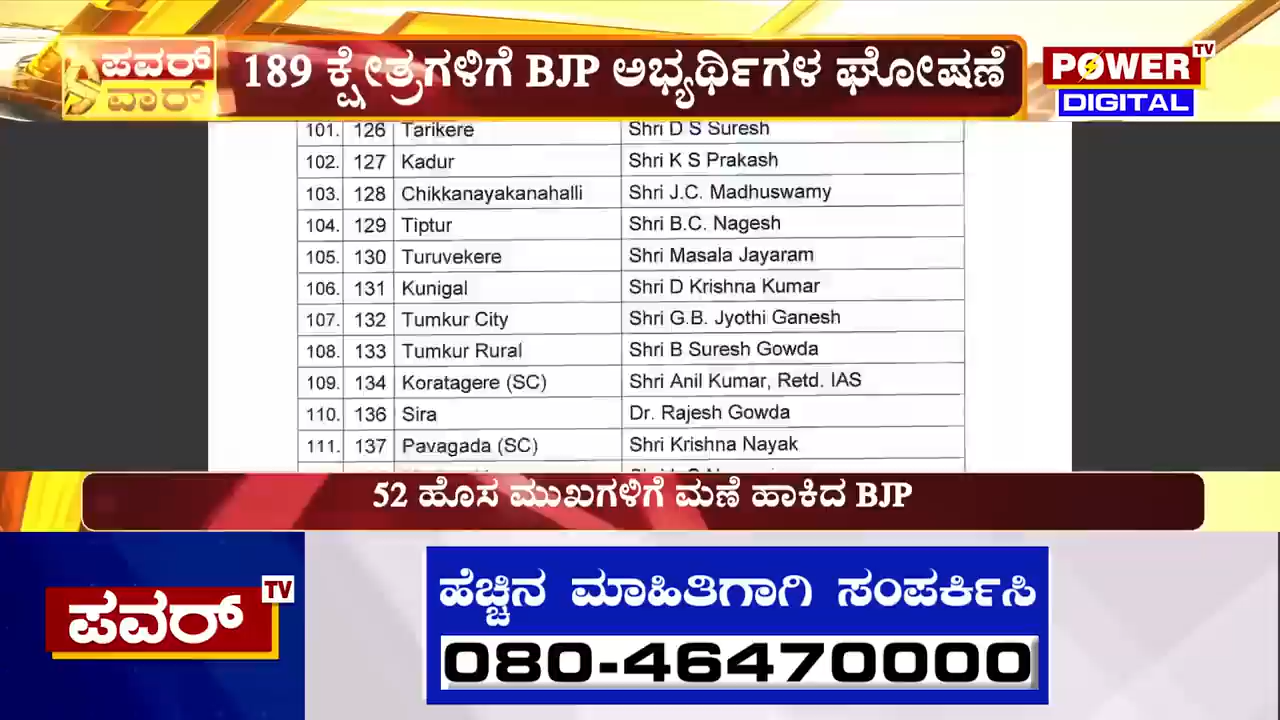 ಪವರ್
ವಾರ್
189 ಕ್ಷೇತ್ರಗಳಿಗೆ BJP ಅಭ್ಯರ್ಥಿಗಳ ಘೋಷಣೆ
POWER TV
DIGITAL
101. 126 Tarikere Shri D S Suresh
102. 127 Kadur Shri K S Prakash
103. 128 Chikkanayakanahalli Shri J.C. Madhuswamy
104. 129 Tiptur Shri B.C. Nagesh
105. 130 Turuvekere Shri Masala Jayaram
106. 131 Kunigal Shri D Krishna Kumar
107. 132 Tumkur City Shri G.B. Jyothi Ganesh
108. 133 Tumkur Rural Shri B Suresh Gowda
109. 134 Koratagere (SC) Shri Anil Kumar, Retd. IAS
110. 136 Sira Dr. Rajesh Gowda
111. 137 Pavagada (SC) Shri Krishna Nayak
52 ಹೊಸ ಮುಖಗಳಿಗೆ ಮಣೆ ಹಾಕಿದ BJP
ಪವರ್ TV
ಹೆಚ್ಚಿನ ಮಾಹಿತಿಗಾಗಿ ಸಂಪರ್ಕಿಸಿ
080-46470000